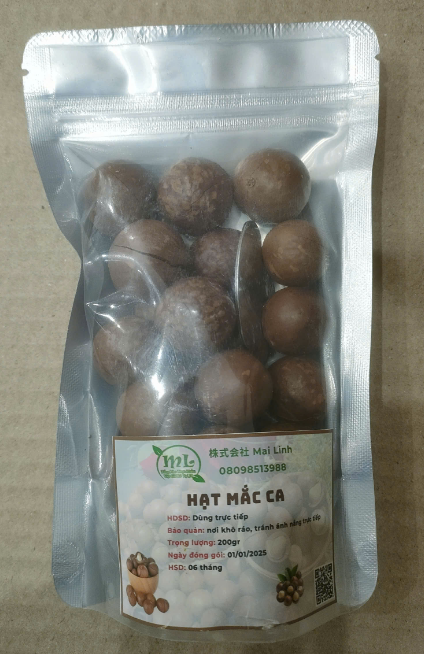 ML
株式会社 Mai Linh
08098513988
HẠT MẮC CA
HDSD: Dùng trực tiếp
Bảo quản: nơi khô ráo, tránh ánh nắng trực tiếp
Trọng lượng: 200gr
Ngày đóng gói: 01/01/2025
HSD: 06 tháng